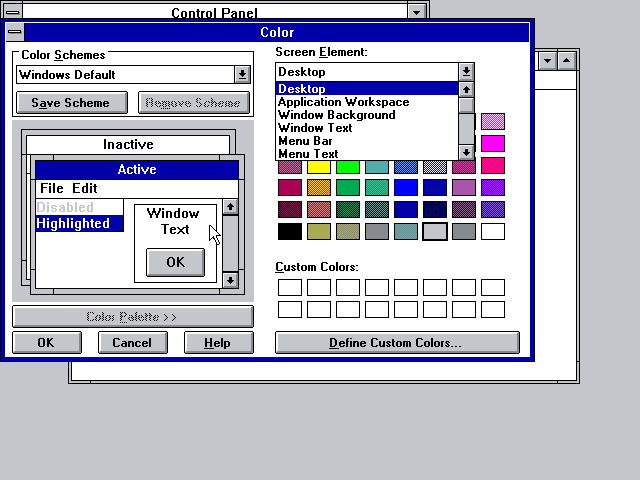 Control Panel
Color
Color Schemes
Windows Default
Save Scheme
Remove Scheme
Inactive
Active
File Edit
Disabled
Highlighted
Window
Text
OK
Color Palette >>
OK
Cancel
Help
Screen Element:
Desktop
Desktop
Application Workspace
Window Background
Window Text
Menu Bar
Menu Text
Custom Colors:
Define Custom Colors...